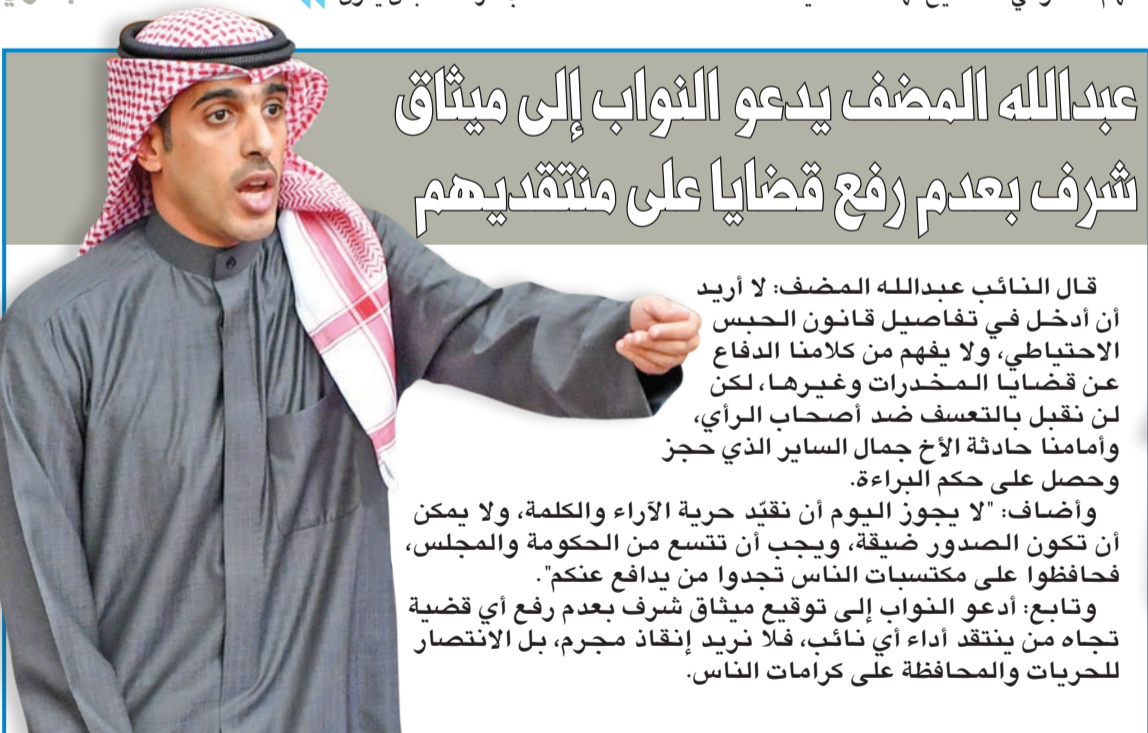 عبدالله المضف يدعو النواب إلى ميثاق
شرف بعدم رفع قضايا على منتقديهم
قال النائب عبدالله المضف: لا أريد
أن أدخل في تفاصيل قانون الحبس
الاحتياطي، ولا يفهم من كلامنا الدفاع
عن قضايا المخدرات وغيرها، لكن
لن نقبل بالتعسف ضد أصحاب الرأي،
وأمامنا حادثة الأخ جمال الساير الذي حجز
وحصل على حكم البراءة.
وأضاف: "لا يجوز اليوم أن نقيّد حرية الآراء والكلمة، ولا يمكن
أن تكون الصدور ضيقة، ويجب أن تتسع من الحكومة والمجلس،
فحافظوا على مكتسبات الناس تجدوا من يدافع عنكم".
وتابع: أدعو النواب إلى توقيع ميثاق شرف بعدم رفع أي قضية
تجاه من ينتقد أداء أي نائب، فلا نريد إنقاذ مجرم، بل الانتصار
للحريات والمحافظة على كرامات الناس.